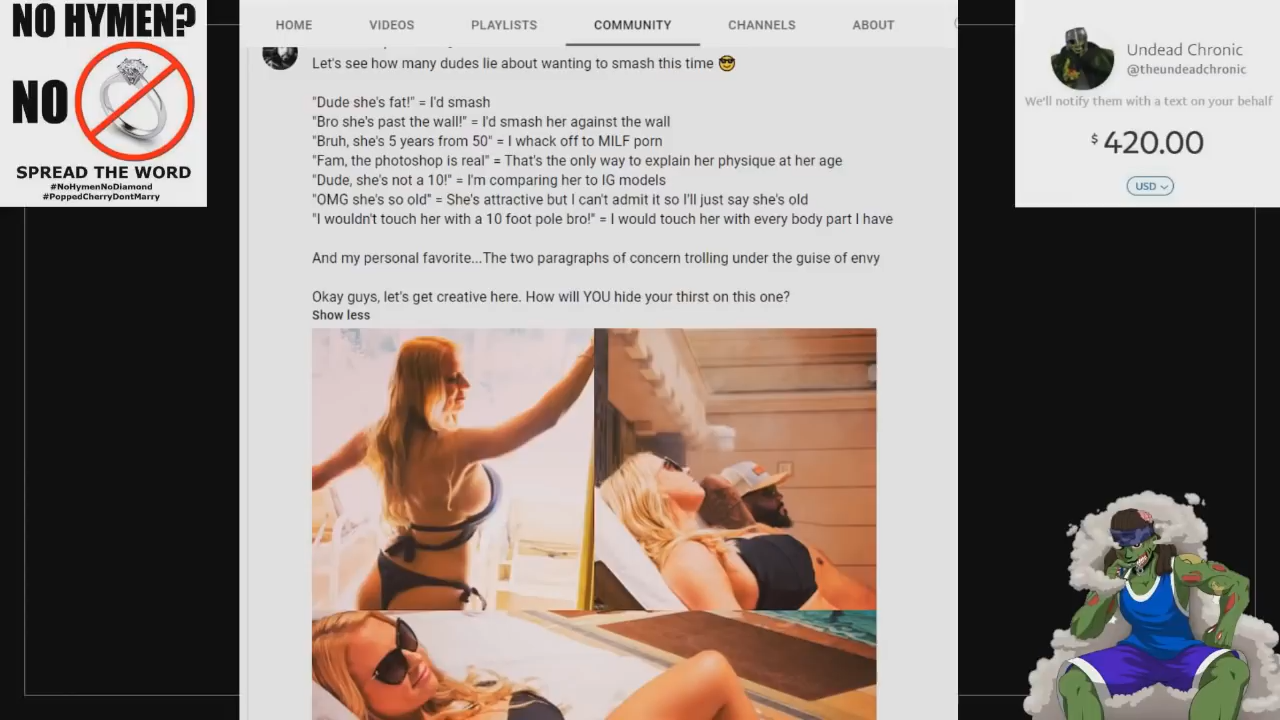 NO HYMEN?
NO
SPREAD THE WORD
#NoHymenNoDiamond
#PoppedCherryDontMarry
HOME VIDEOS PLAYLISTS COMMUNITY CHANNELS ABOUT
Let's see how many dudes lie about wanting to smash this time 😎
"Dude she's fat!" = I'd smash
"Bro she's past the wall!" = I'd smash her against the wall
"Bruh, she's 5 years from 50" = I whack off to MILF porn
"Fam, the photoshop is real" = That's the only way to explain her physique at her age
"Dude, she's not a 10!" = I'm comparing her to IG models
"OMG she's so old" = She's attractive but I can't admit it so I'll just say she's old
"I wouldn't touch her with a 10 foot pole bro!" = I would touch her with every body part I have
And my personal favorite...The two paragraphs of concern trolling under the guise of envy
Okay guys, let's get creative here. How will YOU hide your thirst on this one?
Show less
Undead Chronic
@theundeadchronic
We'll notify them with a text on your behalf
$ 420.00
USD